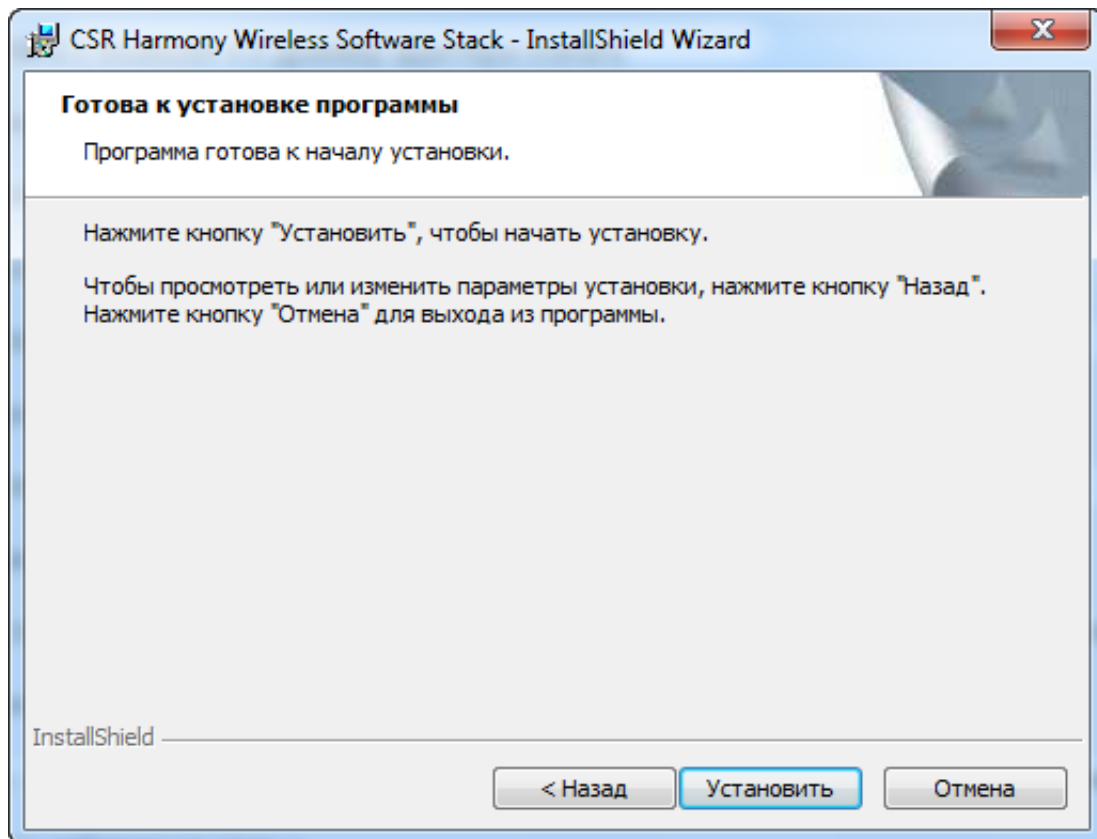 CSR Harmony Wireless Software Stack - InstallShield Wizard
Готова к установке программы
Программа готова к началу установки.
Нажмите кнопку "Установить", чтобы начать установку.
Чтобы просмотреть или изменить параметры установки, нажмите кнопку "Назад".
Нажмите кнопку "Отмена" для выхода из программы.
InstallShield
< Назад
Установить
Отмена